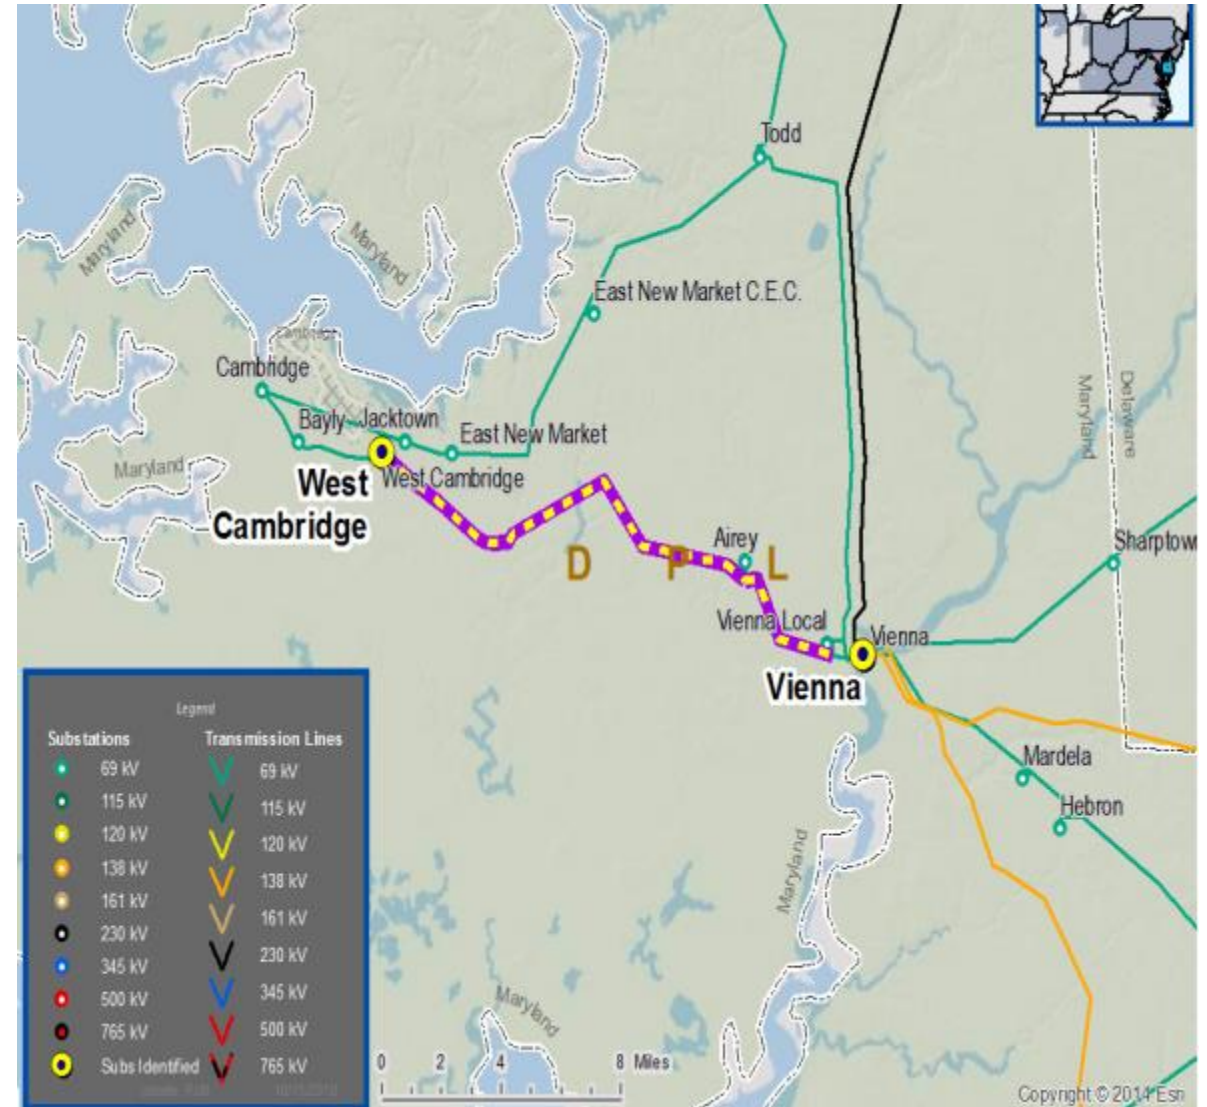 Todd
Maryland
Maryland
East New Market C.E.C.
Cambridge
Cambridge
Bayly
Jacktown
East New Market
Maryland
Delaware
Maryland
West Cambridge
West
Cambridge
Sharptow
Airey
D P L
Vienna Local
Vienna
Vienna
Mardela
Hebron
Maryland
Maryland
Legend
Substations
Transmission Lines
69 kV
69 kV
115 kV
115 kV
120 kV
120 kV
138 kV
138 kV
161 kV
161 kV
230 kV
230 kV
345 kV
345 kV
500 kV
500 kV
765 kV
765 kV
Subs Identified
0 2 4 8 Miles
Copyright © 2014 Esri